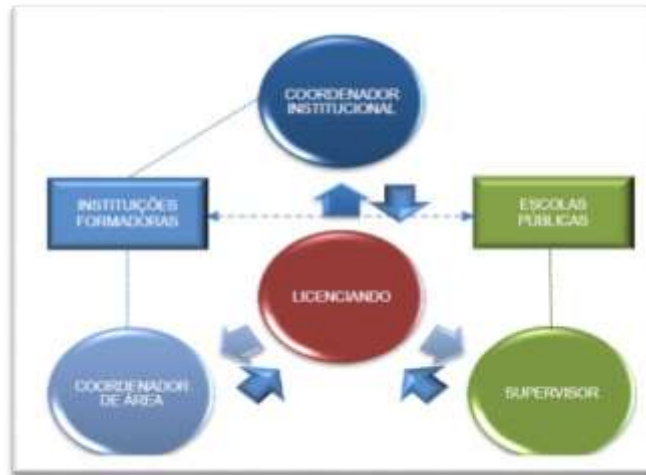 COORDENADOR
INSTITUCIONAL
INSTITUIÇÕES
FORMADORAS
ESCOLAS
PÚBLICAS
LICENCIANDO
COORDENADOR
DE ÁREA
SUPERVISOR